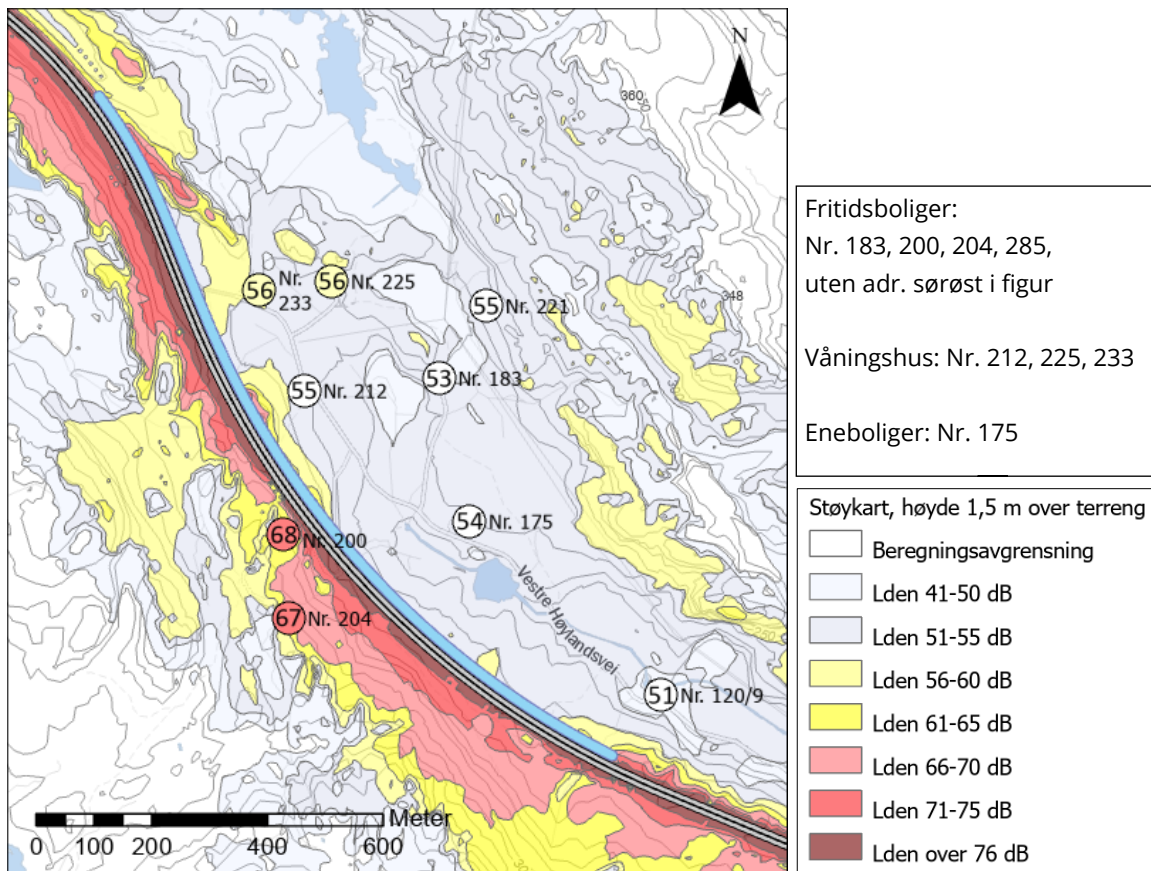 N
360
348
56
Nr.
233
56 Nr. 225
55 Nr. 221
53 Nr. 183
55 Nr. 212
54 Nr. 175
68 Nr. 200
67 Nr. 204
Vestre Høylandsvei
51 Nr. 120/9
Meter
0 100 200 400 600
Fritidsboliger:
Nr. 183, 200, 204, 285,
uten adr. sørøst i figur
Våningshus: Nr. 212, 225, 233
Eneboliger: Nr. 175
Støykart, høyde 1,5 m over terreng
Beregningsavgrensning
Lden 41-50 dB
Lden 51-55 dB
Lden 56-60 dB
Lden 61-65 dB
Lden 66-70 dB
Lden 71-75 dB
Lden over 76 dB